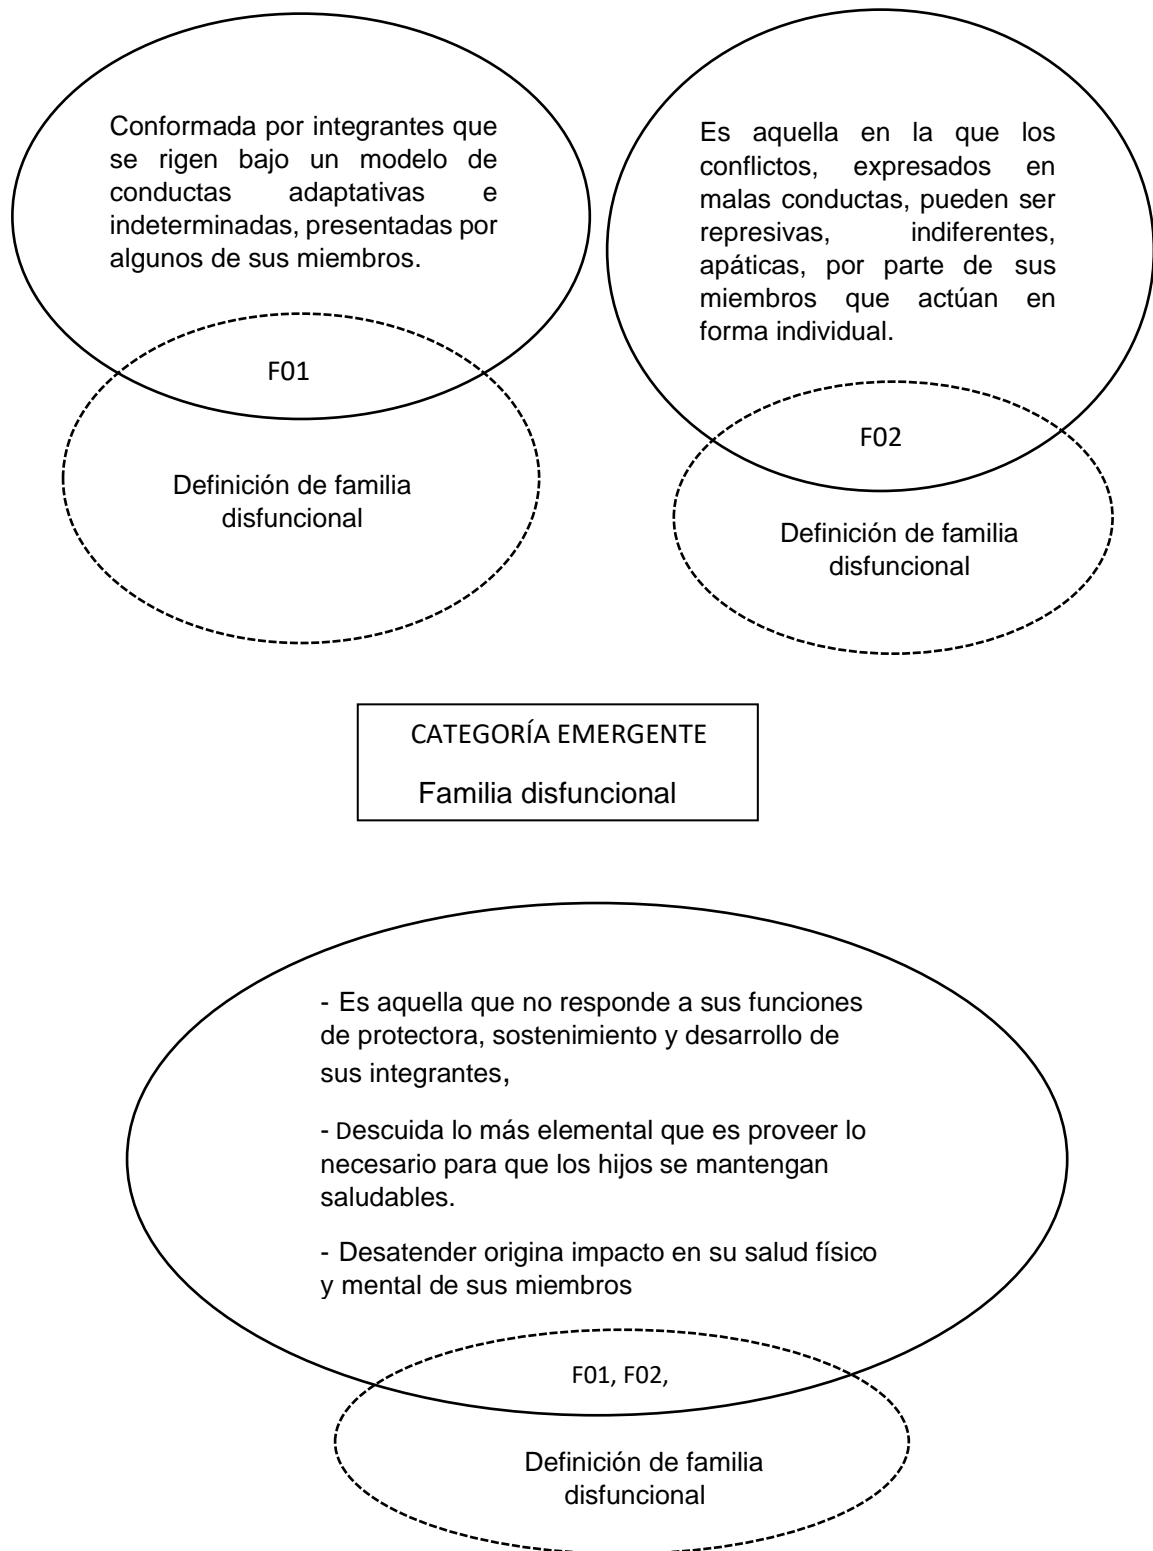 Conformada por integrantes que
se rigen bajo un modelo de
conductas adaptativas e
indeterminadas, presentadas por
algunos de sus miembros.
F01
Definición de familia
disfuncional
Es aquella en la que los
conflictos, expresados en
malas conductas, pueden ser
represivas, indiferentes,
apáticas, por parte de sus
miembros que actúan en
forma individual.
F02
Definición de familia
disfuncional
CATEGORÍA EMERGENTE
Familia disfuncional
- Es aquella que no responde a sus funciones
de protectora, sostenimiento y desarrollo de
sus integrantes,
- Descuida lo más elemental que es proveer lo
necesario para que los hijos se mantengan
saludables.
- Desatender origina impacto en su salud físico
y mental de sus miembros
F01, F02,
Definición de familia
disfuncional